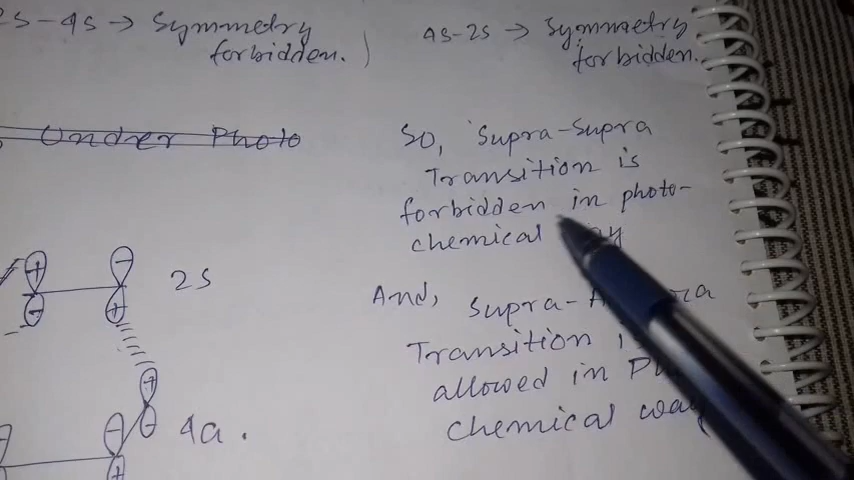 2S-4S → Symmetry
forbidden. )
4S-2S → Symmetry
forbidden.
Under Photo
So, Supra-Supra
Transition is
forbidden in photo-
chemical
And, Supra-
Transition
allowed in
chemical way
+ - 2S
+
+
4a.
+